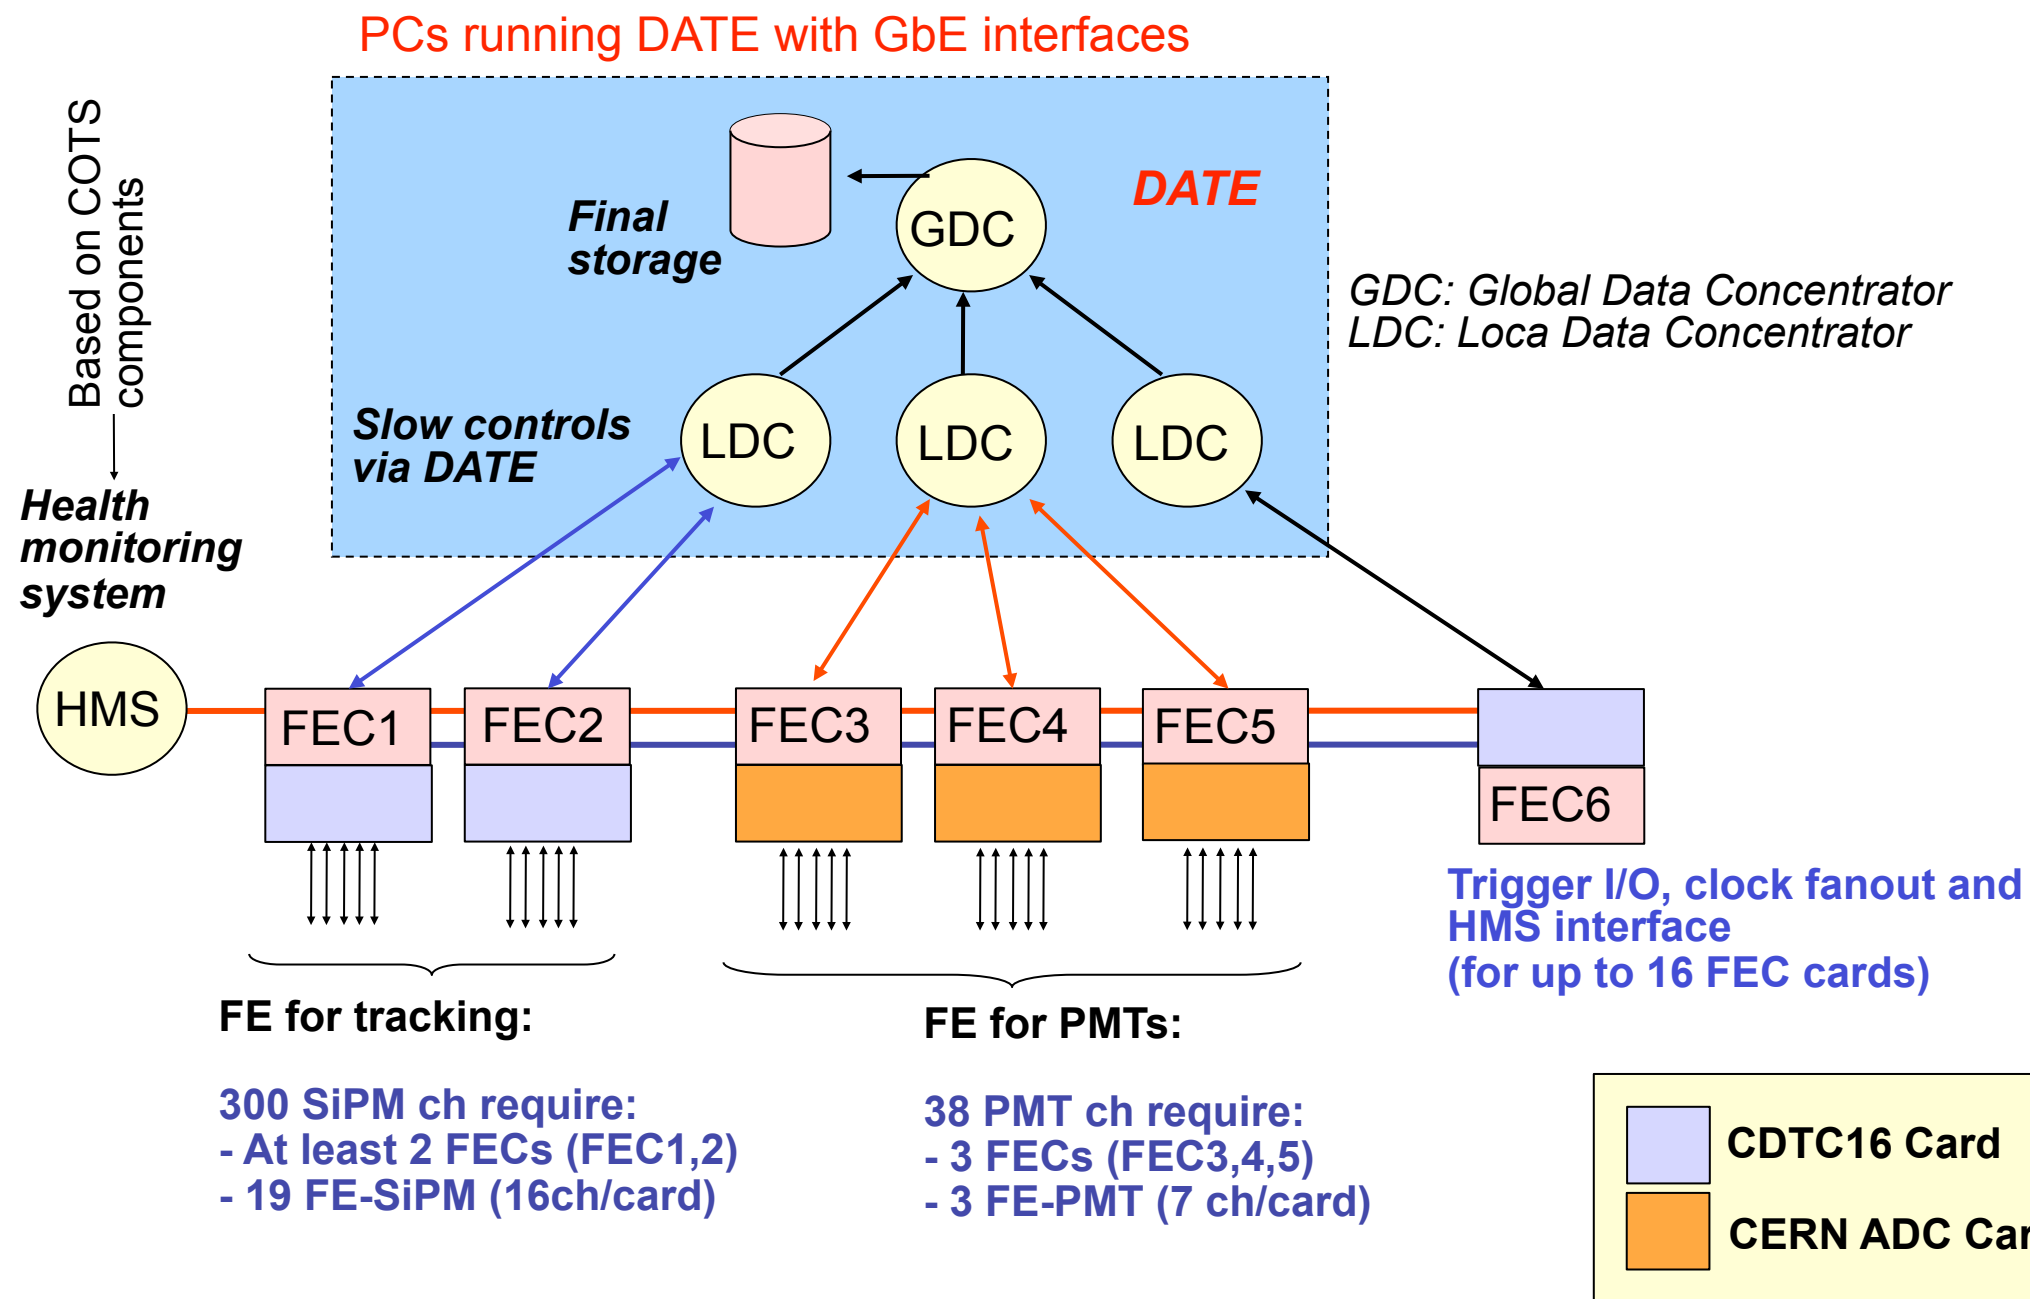 PCs running DATE with GbE interfaces
Based on COTS
components
Final
storage
GDC
DATE
GDC: Global Data Concentrator
LDC: Loca Data Concentrator
Slow controls
via DATE
LDC
LDC
LDC
Health
monitoring
system
HMS
FEC1
FEC2
FEC3
FEC4
FEC5
FEC6
Trigger I/O, clock fanout and
HMS interface
(for up to 16 FEC cards)
FE for tracking:
300 SiPM ch require:
- At least 2 FECs (FEC1,2)
- 19 FE-SiPM (16ch/card)
FE for PMTs:
38 PMT ch require:
- 3 FECs (FEC3,4,5)
- 3 FE-PMT (7 ch/card)
CDTC16 Card
CERN ADC Car